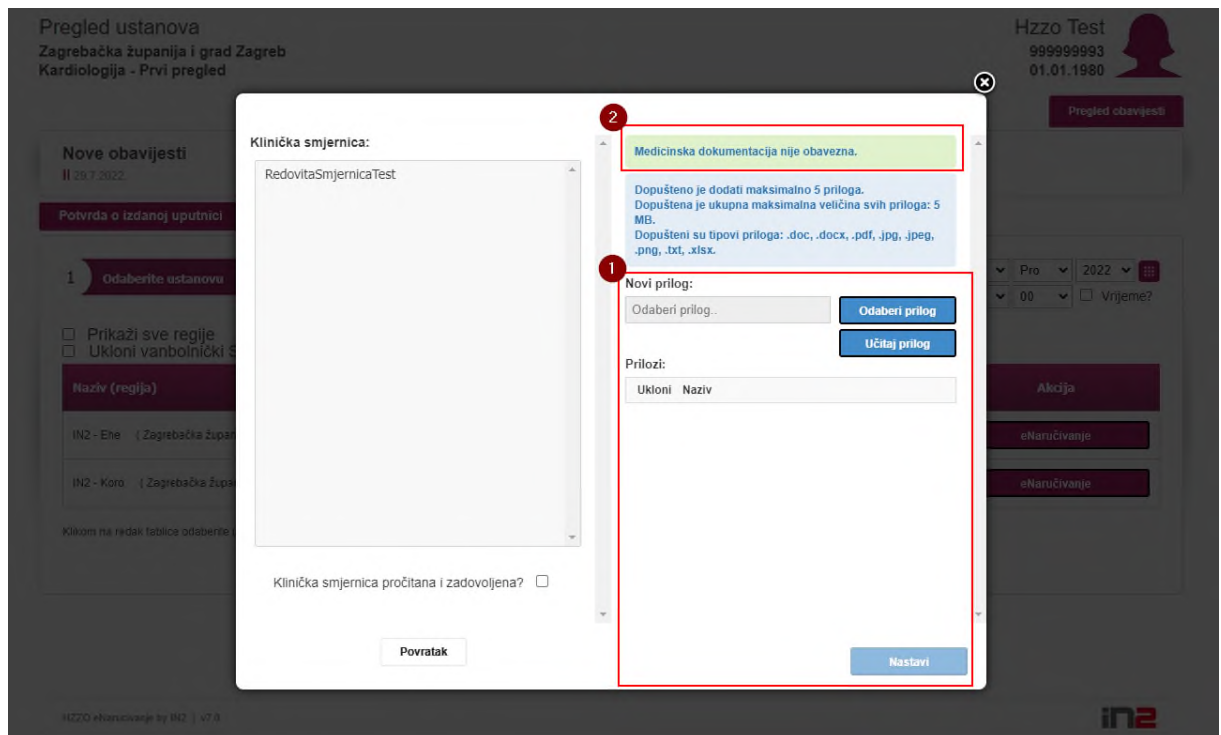 Pregled ustanova
Zagrebačka županija i grad Zagreb
Kardiologija - Prvi pregled
Hzzo Test
999999993
01.01.1980
Pregled obavijesti
Nove obavijesti
29.7.2022.
Potvrda o izdanoj uputnici
1 Odaberite ustanovu
Pro 2022
00 Vrijeme?
Prikaži sve regije
Ukloni vanbolnički
Naziv (regija)
Akcija
IN2 - Ehe ( Zagrebačka
eNaručivanje
IN2 - Koro ( Zagrebačka
eNaručivanje
Klikom na redak tablice odaberite
Klinička smjernica:
RedovitaSmjernicaTest
Klinička smjernica pročitana i zadovoljena?
Povratak
2
Medicinska dokumentacija nije obavezna.
Dopušteno je dodati maksimalno 5 priloga.
Dopuštena je ukupna maksimalna veličina svih priloga: 5
MB.
Dopušteni su tipovi priloga: .doc, .docx, .pdf, .jpg, .jpeg,
.png, .txt, .xlsx.
1
Novi prilog:
Odaberi prilog..
Odaberi prilog
Učitaj prilog
Prilozi:
Ukloni Naziv
Nastavi
HZZO eNaručivanje by IN2 | v7.0
in2